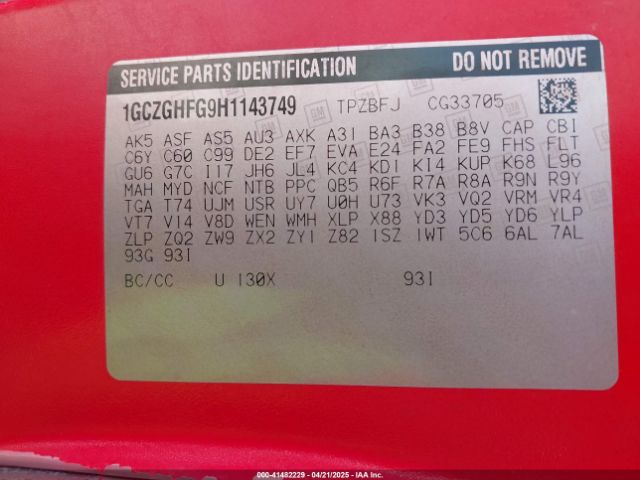 SERVICE PARTS IDENTIFICATION DO NOT REMOVE
1GCZGHFG9H1143749 TPZBFJ CG33705
AK5 ASF AS5 AU3 AXK A31 BA3 B38 B8V CAP CBI
C6Y C60 C99 DE2 EF7 EVA E24 FA2 FE9 FHS FLT
GU6 G7C I17 JH6 JL4 KC4 KD1 KI4 KUP K68 L96
MAH MYD NCF NTB PPC QB5 R6F R7A R8A R9N R9Y
TGA T74 UJM USR UY7 U0H U73 VK3 VQ2 VRM VR4
VT7 V14 V8D WEN WMH XLP X88 YD3 YD5 YD6 YLP
ZLP ZQ2 ZW9 ZX2 ZY1 Z82 1SZ 1WT 5C6 6AL 7AL
93G 93I
BC/CC U 130X 93I
000-41482229 - 04/21/2025 - IAAI.COM